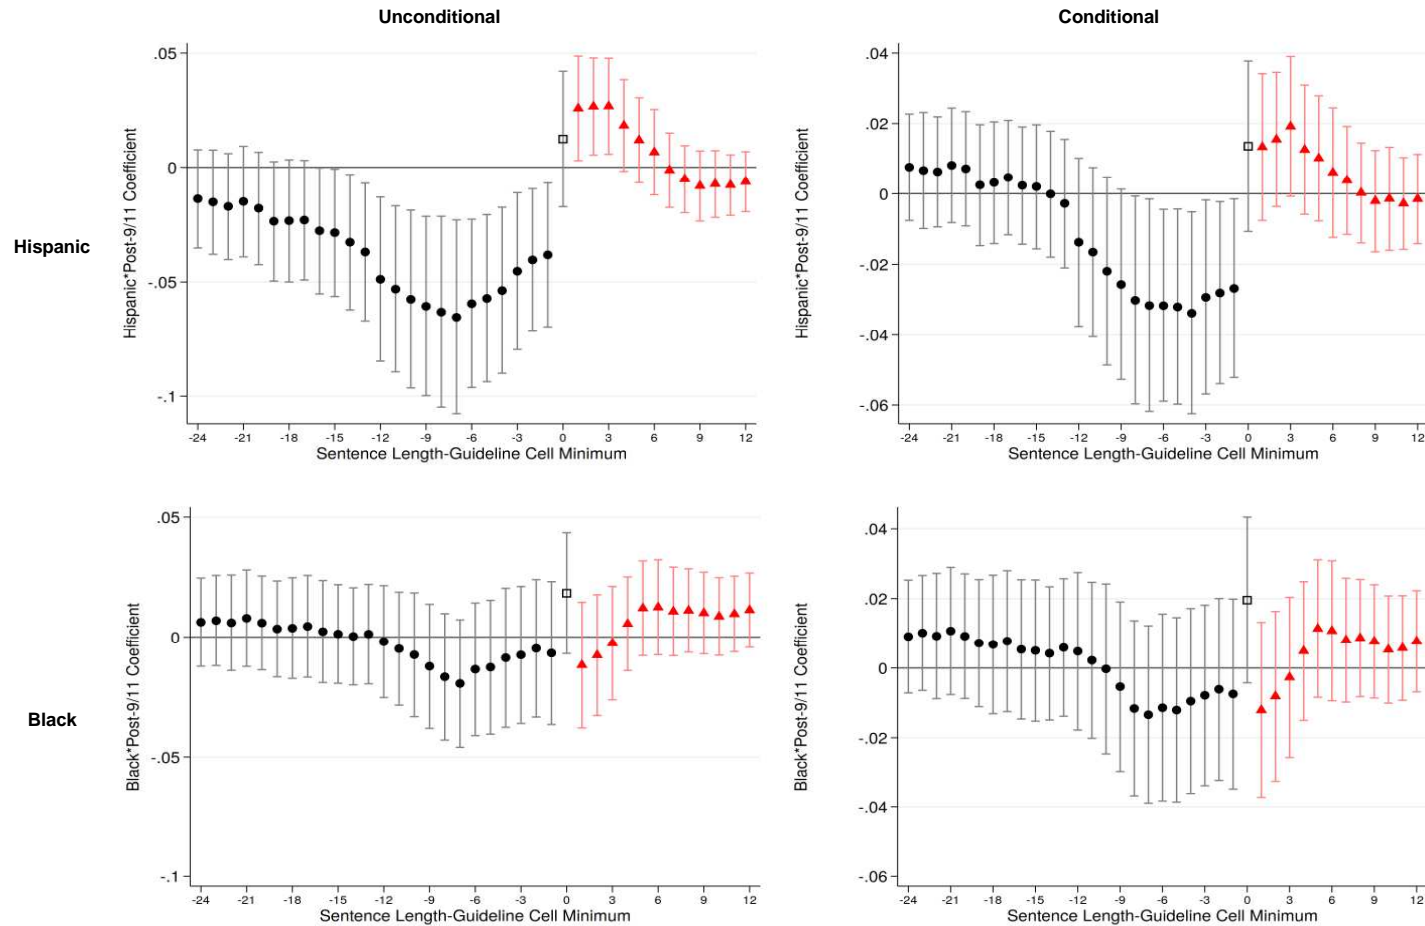 Unconditional
Conditional
Hispanic
Hispanic*Post-9/11 Coefficient
.05
0
-.05
-.1
-24 -21 -18 -15 -12 -9 -6 -3 0 3 6 9 12
Sentence Length-Guideline Cell Minimum
Hispanic*Post-9/11 Coefficient
.04
.02
0
-.02
-.04
-.06
-24 -21 -18 -15 -12 -9 -6 -3 0 3 6 9 12
Sentence Length-Guideline Cell Minimum
Black
Black*Post-9/11 Coefficient
.05
0
-.05
-.1
-24 -21 -18 -15 -12 -9 -6 -3 0 3 6 9 12
Sentence Length-Guideline Cell Minimum
Black*Post-9/11 Coefficient
.04
.02
0
-.02
-.04
-.06
-24 -21 -18 -15 -12 -9 -6 -3 0 3 6 9 12
Sentence Length-Guideline Cell Minimum